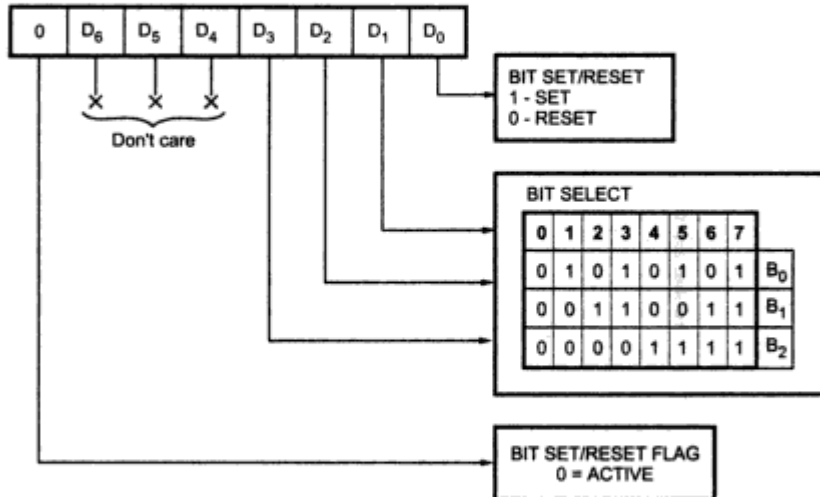 0 D6 D5 D4 D3 D2 D1 D0
Don't care
BIT SET/RESET
1 - SET
0 - RESET
BIT SELECT
0 1 2 3 4 5 6 7
0 1 0 1 0 1 0 1 B0
0 0 1 1 0 0 1 1 B1
0 0 0 0 1 1 1 1 B2
BIT SET/RESET FLAG
0 = ACTIVE